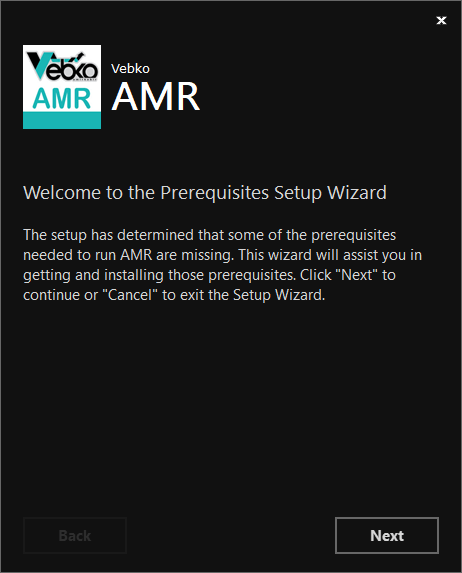 Vebko
AMR
Vebko
AMR
Welcome to the Prerequisites Setup Wizard
The setup has determined that some of the prerequisites
needed to run AMR are missing. This wizard will assist you in
getting and installing those prerequisites. Click "Next" to
continue or "Cancel" to exit the Setup Wizard.
Back
Next